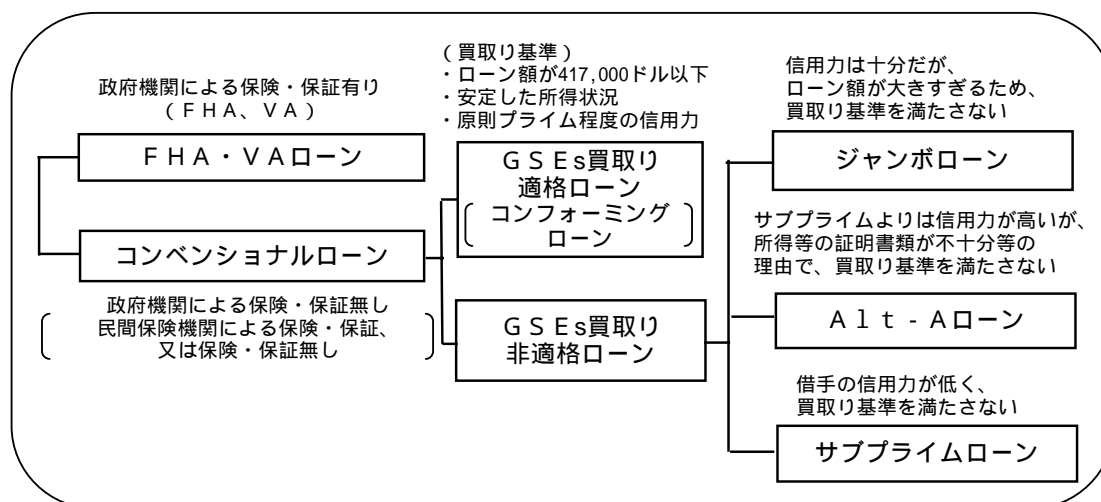 政府機関による保険・保証有り
(FHA、VA)
FHA・VAローン
コンベンショナルローン
政府機関による保険・保証無し
民間保険機関による保険・保証、
又は保険・保証無し
(買取り基準)
・ローン額が417,000ドル以下
・安定した所得状況
・原則プライム程度の信用力
GSEs買取り
適格ローン
コンフォーミング
ローン
GSEs買取り
非適格ローン
信用力は十分だが、
ローン額が大きすぎるため、
買取り基準を満たさない
ジャンボローン
サブプライムよりは信用力が高いが、
所得等の証明書類が不十分等の
理由で、買取り基準を満たさない
Alt-Aローン
借手の信用力が低く、
買取り基準を満たさない
サブプライムローン